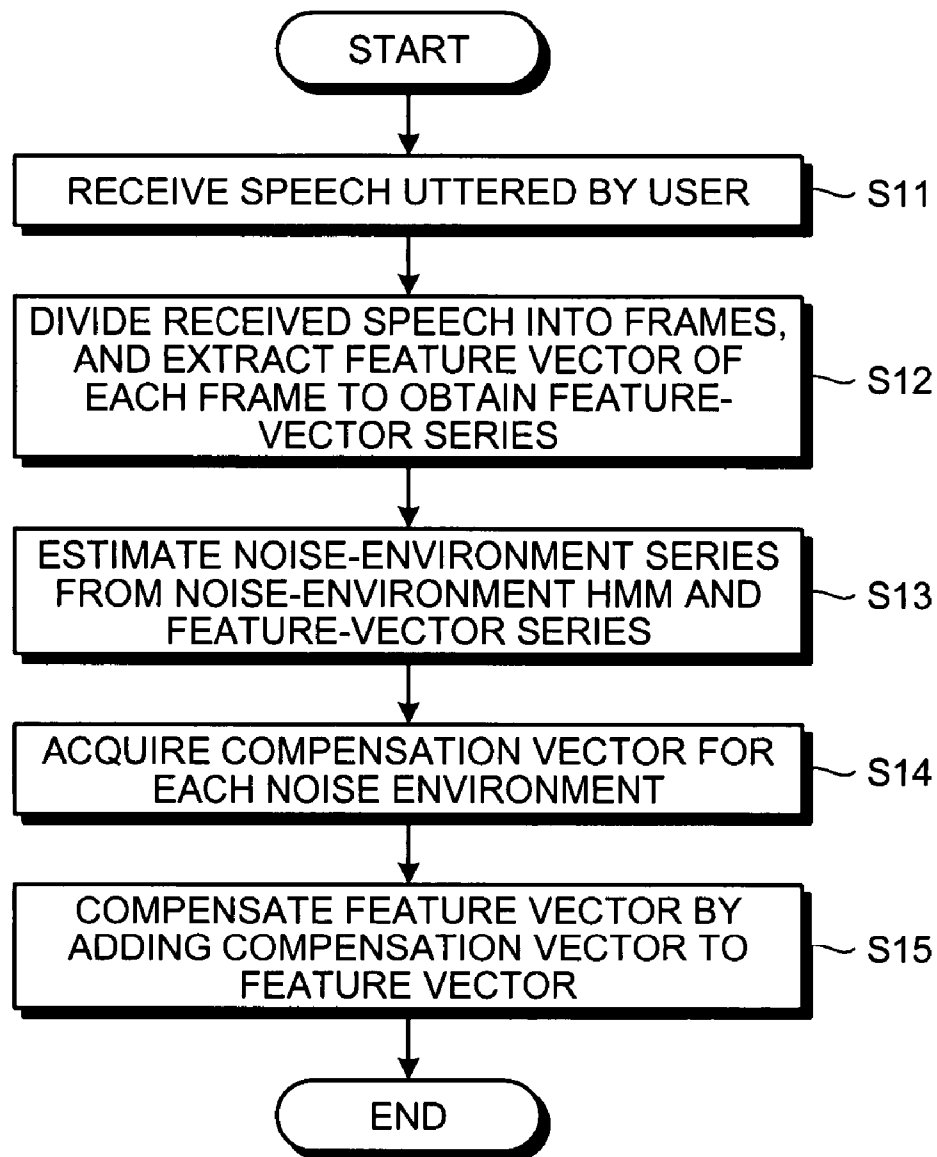 START
RECEIVE SPEECH UTTERED BY USER
S11
DIVIDE RECEIVED SPEECH INTO FRAMES,
AND EXTRACT FEATURE VECTOR OF
EACH FRAME TO OBTAIN FEATURE-
VECTOR SERIES
S12
ESTIMATE NOISE-ENVIRONMENT SERIES
FROM NOISE-ENVIRONMENT HMM AND
FEATURE-VECTOR SERIES
S13
ACQUIRE COMPENSATION VECTOR FOR
EACH NOISE ENVIRONMENT
S14
COMPENSATE FEATURE VECTOR BY
ADDING COMPENSATION VECTOR TO
FEATURE VECTOR
S15
END